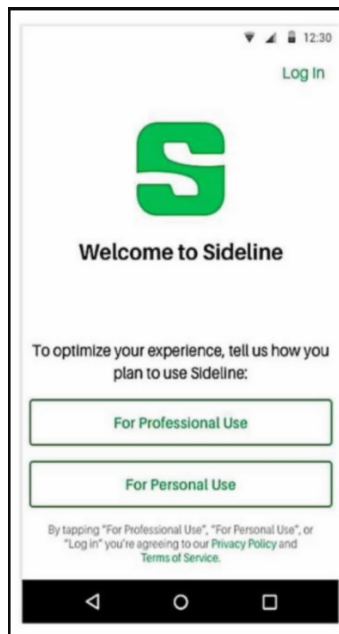 12:30
Log In
S
Welcome to Sideline
To optimize your experience, tell us how you
plan to use Sideline:
For Professional Use
For Personal Use
By tapping "For Professional Use", "For Personal Use", or
"Log in" you're agreeing to our Privacy Policy and
Terms of Service.